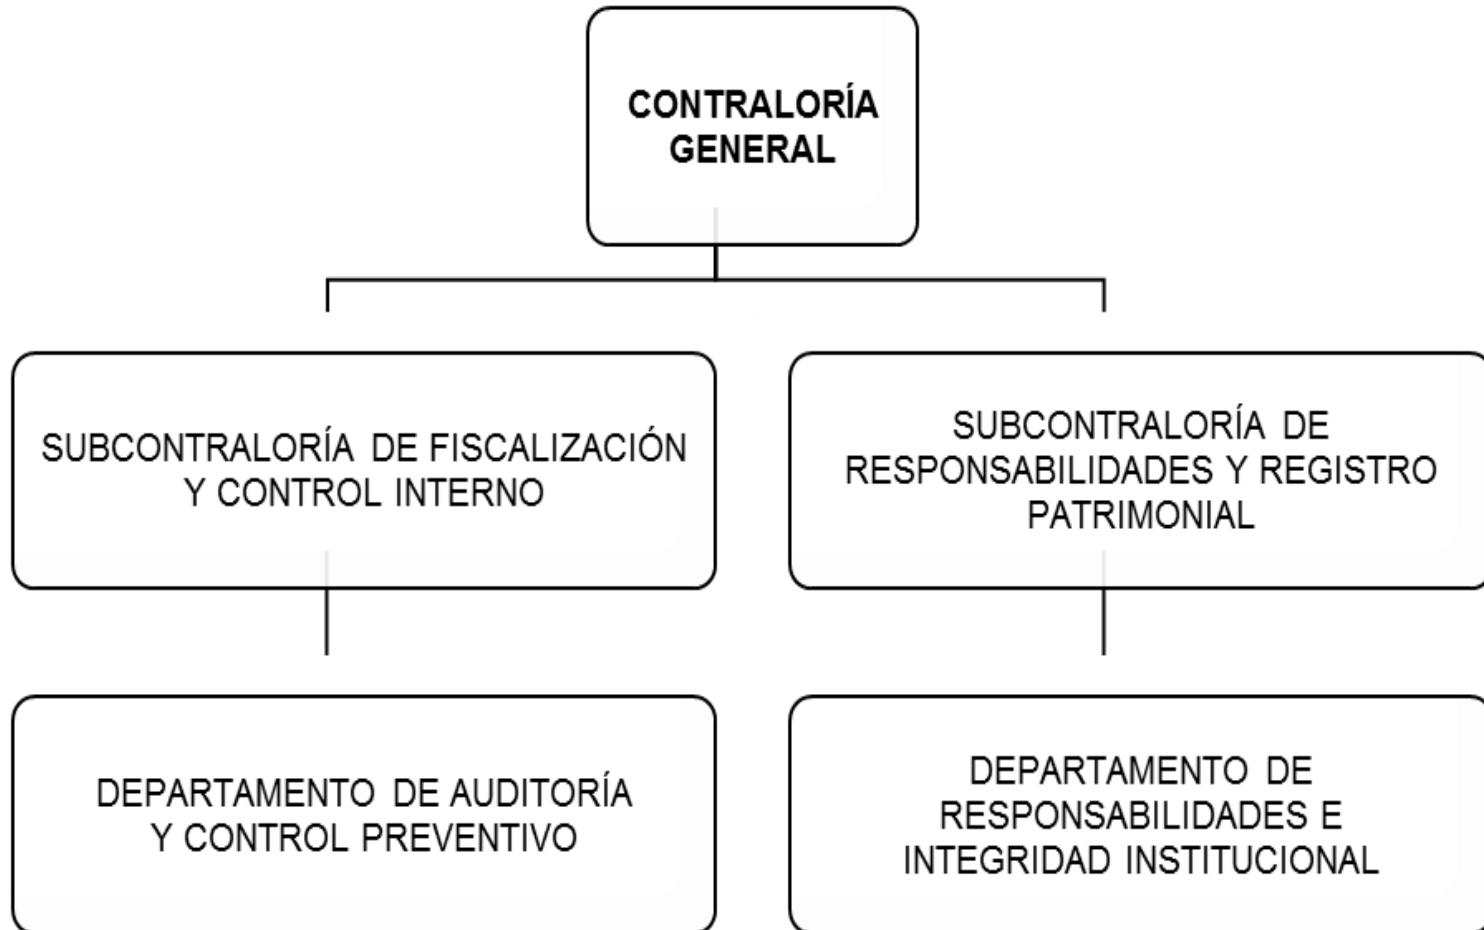 CONTRALORÍA
GENERAL
SUBCONTRALORÍA DE FISCALIZACIÓN
Y CONTROL INTERNO
SUBCONTRALORÍA DE
RESPONSABILIDADES Y REGISTRO
PATRIMONIAL
DEPARTAMENTO DE AUDITORÍA
Y CONTROL PREVENTIVO
DEPARTAMENTO DE
RESPONSABILIDADES E
INTEGRIDAD INSTITUCIONAL